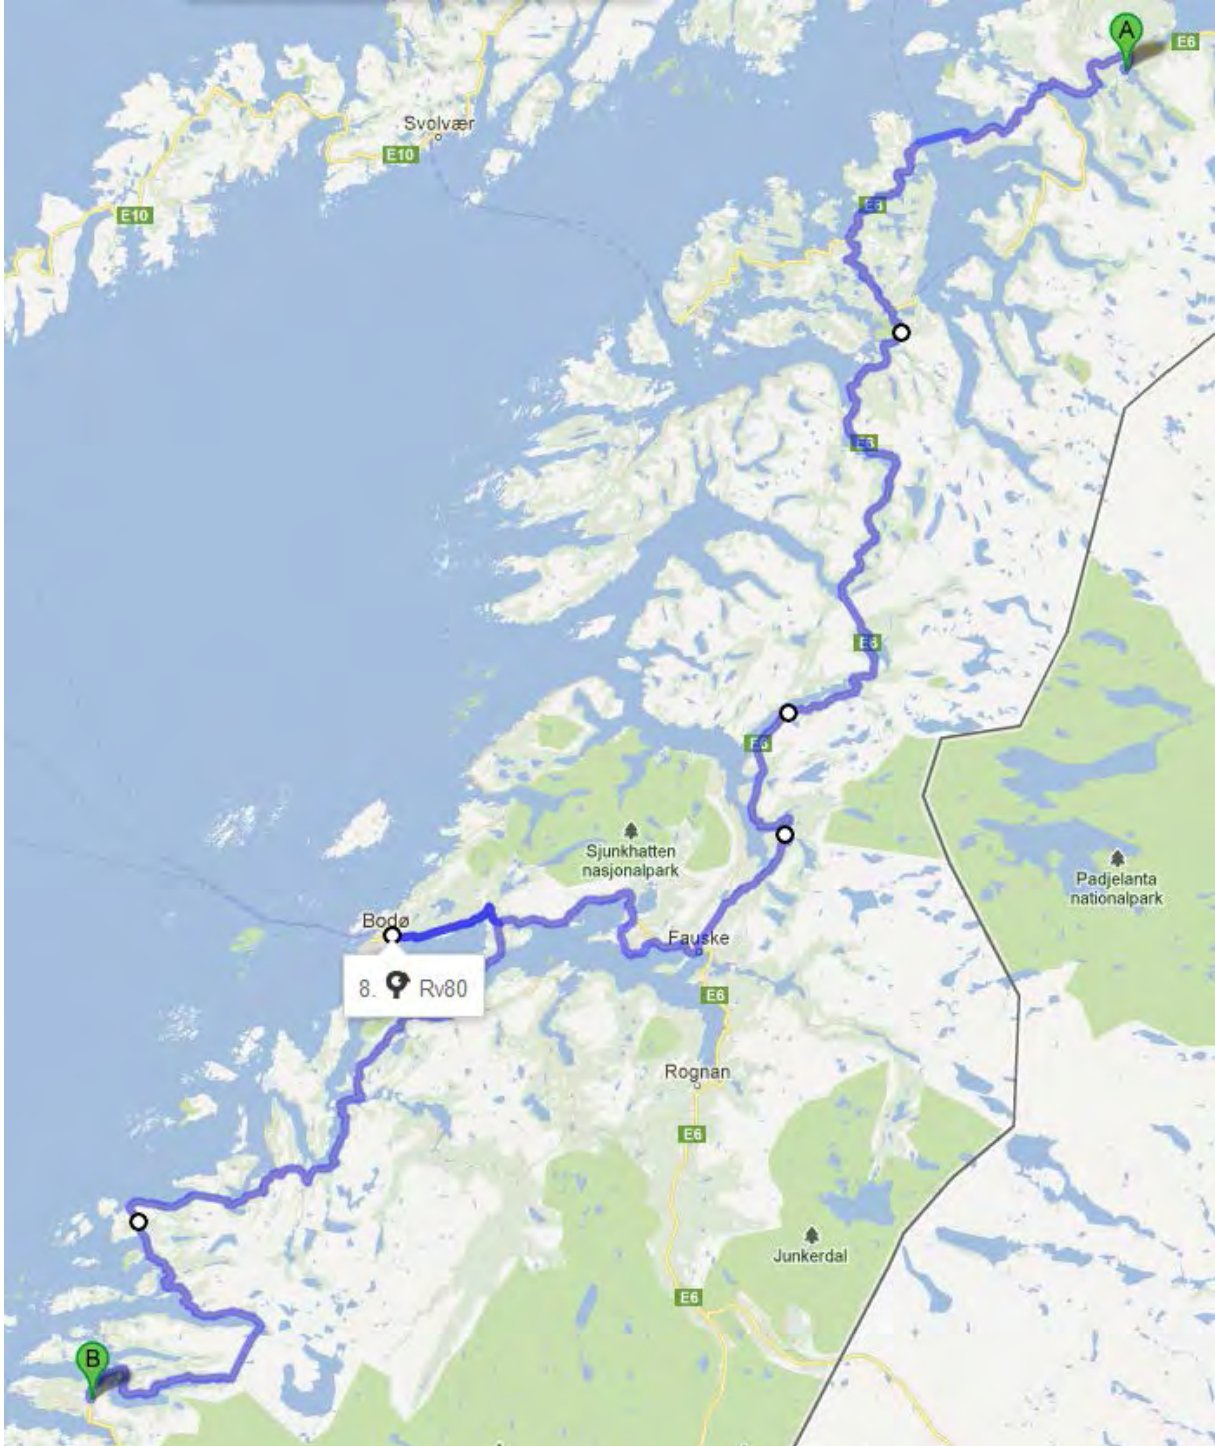 A
E6
Svolvær
E10
E10
E6
E6
E6
E6
Sjunkhatten
nasjonalpark
Padjelanta
nationalpark
Bodø
Fauske
8. Rv80
E6
Rognan
E6
Junkerdal
E6
B